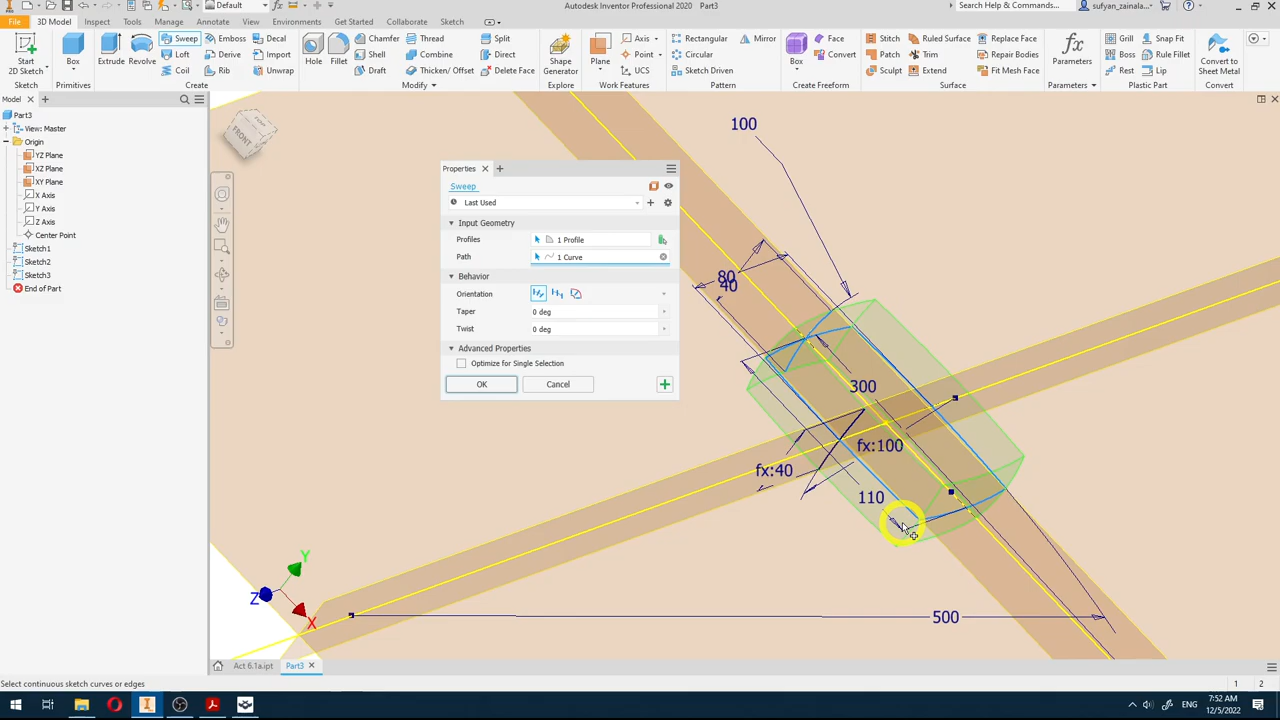 Default
Autodesk Inventor Professional 2020 Part3
Search Help & Commands...
sufyan_zainala...
File 3D Model Sketch Inspect Tools Manage Annotate View Environments Get Started Collaborate Sketch
Start
2D Sketch
Sketch
Box
Primitives
Extrude
Revolve
Sweep
Loft
Coil
Emboss
Derive
Rib
Decal
Import
Unwrap
Create
Hole
Fillet
Chamfer
Shell
Draft
Thread
Combine
Thicken/ Offset
Split
Direct
Delete Face
Modify
Shape
Generator
Explore
Plane
Axis
Point
UCS
Work Features
Rectangular
Circular
Sketch Driven
Mirror
Pattern
Box
Face
Convert
Create Freeform
Stitch
Patch
Sculpt
Ruled Surface
Trim
Extend
Replace Face
Repair Bodies
Fit Mesh Face
Surface
Parameters
Parameters
Grill
Boss
Rest
Snap Fit
Rule Fillet
Lip
Plastic Part
Convert to
Sheet Metal
Convert
Model
Part3
View: Master
Origin
YZ Plane
XZ Plane
XY Plane
X Axis
Y Axis
Z Axis
Center Point
Sketch1
Sketch2
Sketch3
End of Part
FRONT
Properties
Sweep
Last Used
Input Geometry
Profiles 1 Profile
Path 1 Curve
Behavior
Orientation
Taper 0 deg
Twist 0 deg
Advanced Properties
Optimize for Single Selection
OK Cancel
100
80
40
300
fx:100
fx:40
110
500
Y
Z
X
Act 6.1a.ipt Part3
Select continuous sketch curves or edges
1 2
ENG
7:52 AM
12/5/2022